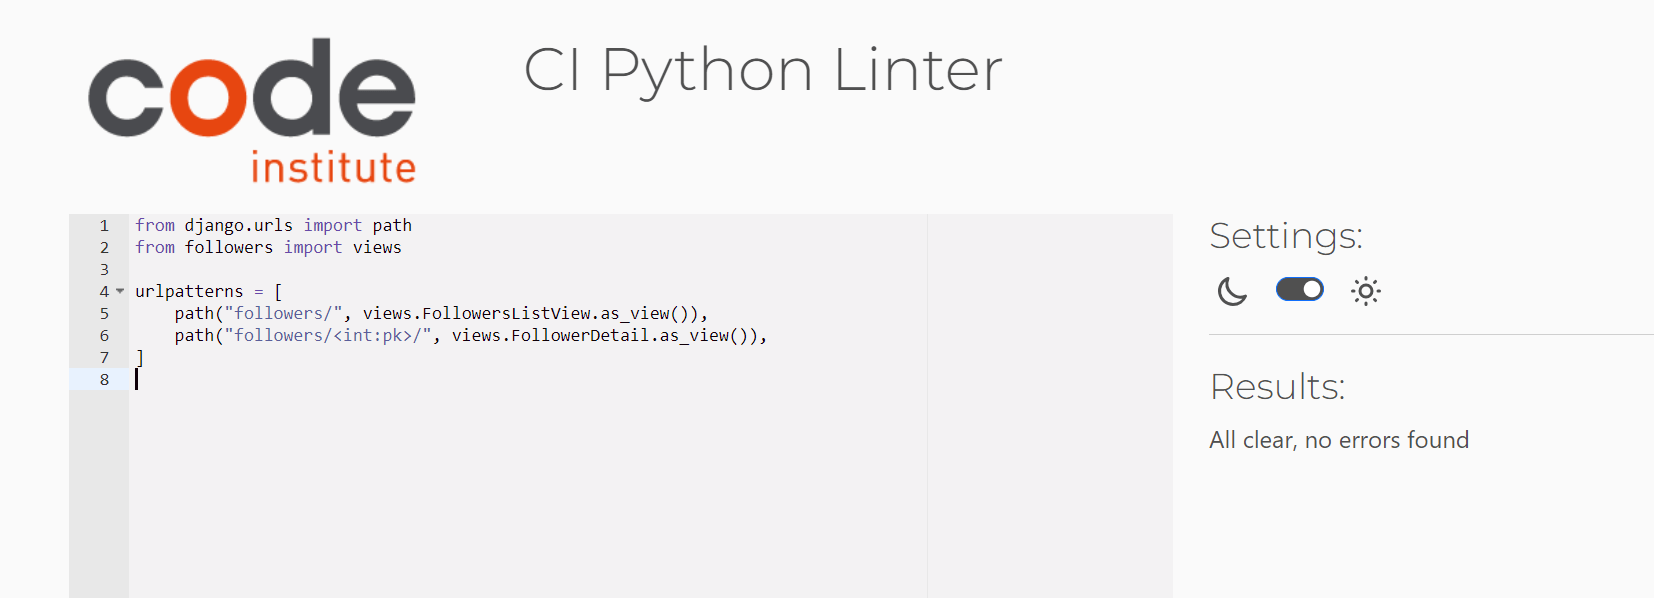 code
institute
CI Python Linter
1 from django.urls import path
2 from followers import views
3
4 urlpatterns = [
5     path("followers/", views.FollowersListView.as_view()),
6     path("followers/<int:pk>/", views.FollowerDetail.as_view()),
7 ]
8
Settings:
Results:
All clear, no errors found